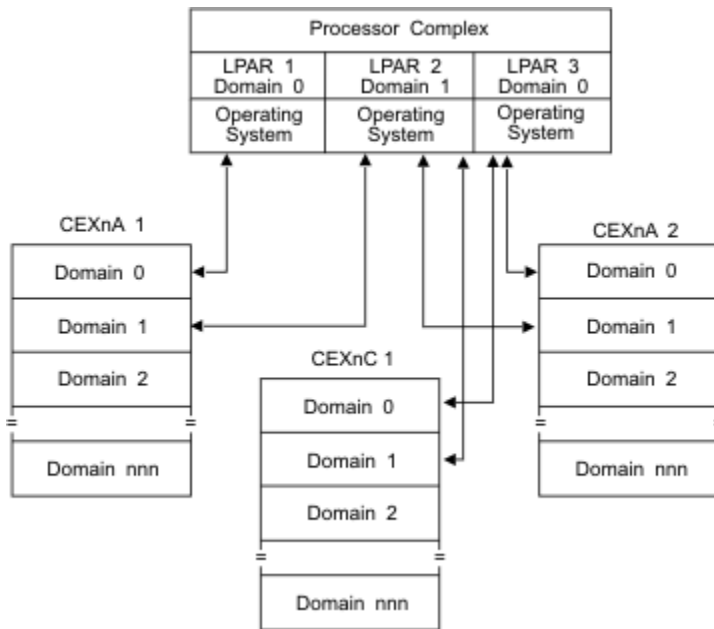 Processor Complex
LPAR 1
Domain 0
LPAR 2
Domain 1
LPAR 3
Domain 0
Operating
System
Operating
System
Operating
System
CEXnA 1
Domain 0
Domain 1
Domain 2
=
=
Domain nnn
CEXnC 1
Domain 0
Domain 1
Domain 2
=
=
Domain nnn
CEXnA 2
Domain 0
Domain 1
Domain 2
=
=
Domain nnn